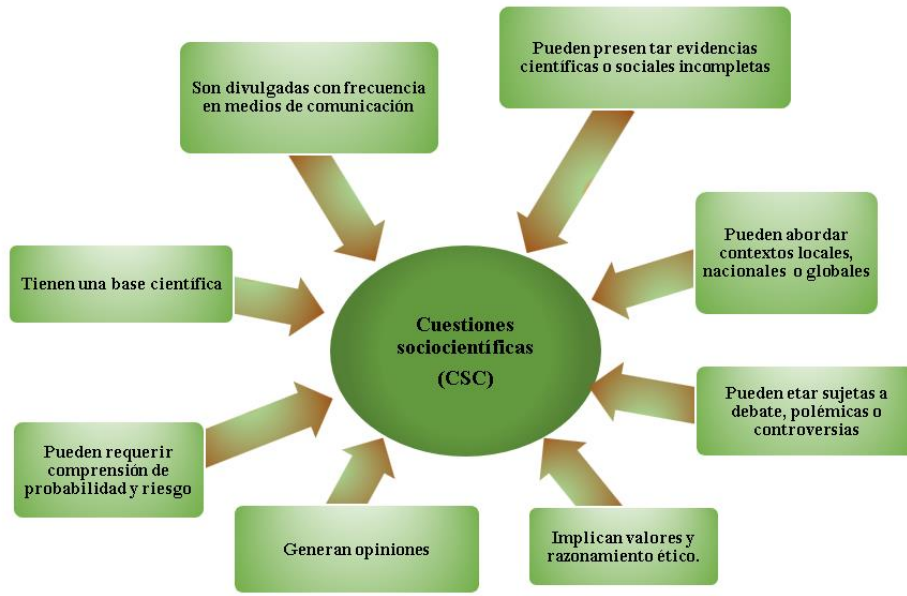 Pueden presen tar evidencias
científicas o sociales incompletas
Son divulgadas con frecuencia
en medios de comunicación
Pueden abordar
contextos locales,
nacionales o globales
Tienen una base científica
Cuestiones
sociocientíficas
(CSC)
Pueden etar sujetas a
debate, polémicas o
controversias
Pueden requerir
comprensión de
probabilidad y riesgo
Generan opiniones
Implican valores y
razonamiento ético.